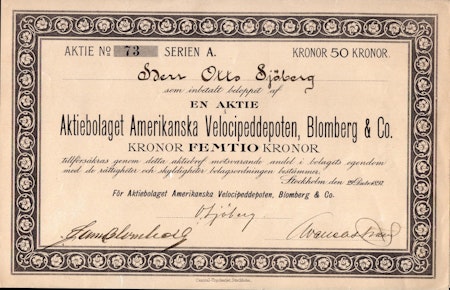 AKTIE No 73 SERIEN A. KRONOR 50 KRONOR.
Herr Otto Sjöberg
som inbetalt beloppet af
EN AKTIE
Aktiebolaget Amerikanska Velocipeddepoten, Blomberg & Co.
KRONOR FEMTIO KRONOR
tillförsäkras genom detta aktiebref motsvarande andel i bolagets egendom
med de rättigheter och skyldigheter bolagsordningen bestämmer.
Stockholm den
För Aktiebolaget Amerikanska Velocipeddepoten, Blomberg & Co.
O Sjöberg
Stockholm.